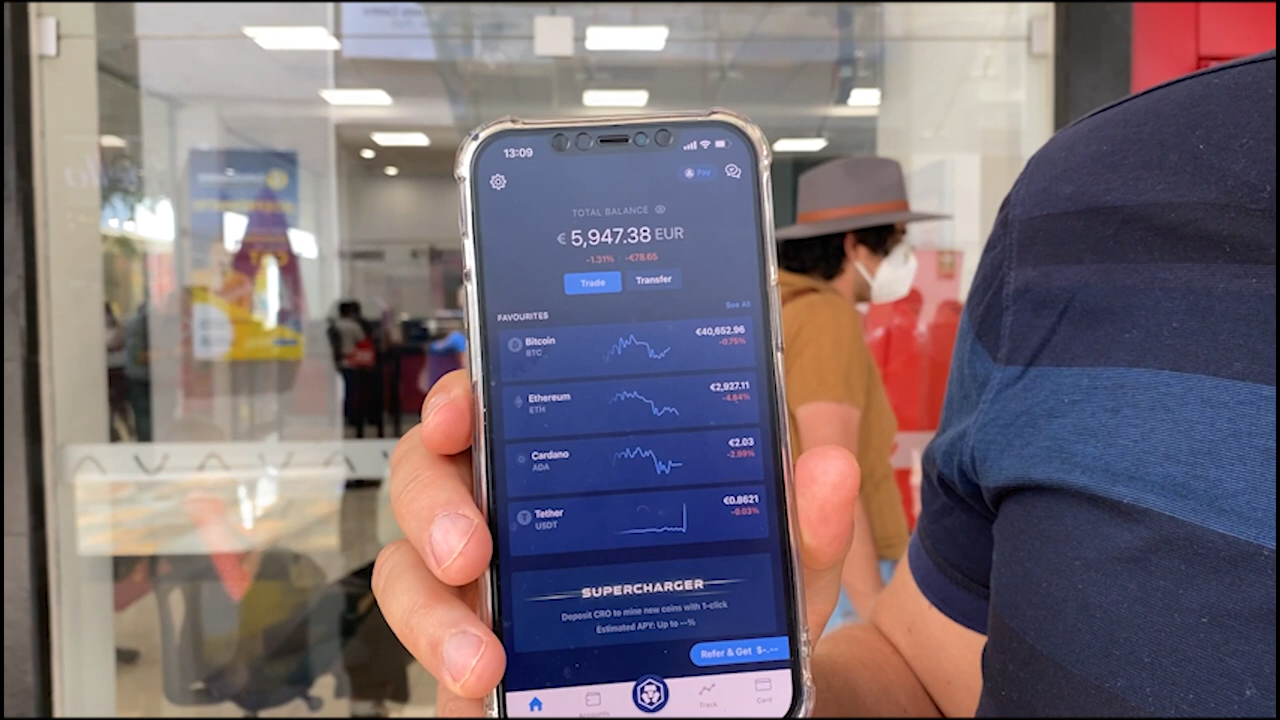 13:09
Pay
TOTAL BALANCE
€ 5,947.38 EUR
-1.31% -€78.65
Trade Transfer
See All
FAVOURITES
Bitcoin €40,652.96
BTC -0.75%
Ethereum €2,927.11
ETH -4.64%
Cardano €2.03
ADA -2.99%
Tether €0.8621
USDT -0.03%
SUPERCHARGER
Deposit CRO to mine new coins with 1-click
Estimated APY: Up to --%
Refer & Get $-.--
Accounts Track Card